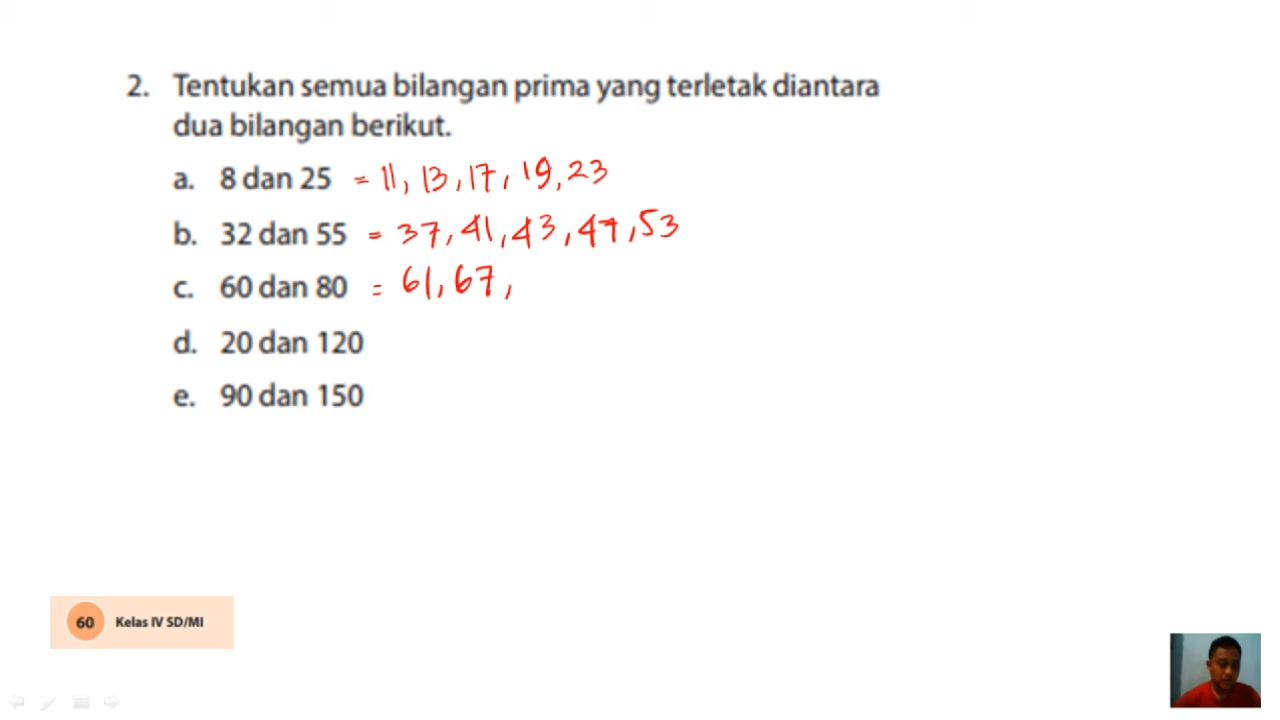 2. Tentukan semua bilangan prima yang terletak diantara
dua bilangan berikut.
a. 8 dan 25 = 11, 13, 17, 19, 23
b. 32 dan 55 = 37, 41, 43, 47, 53
c. 60 dan 80 = 61, 67,
d. 20 dan 120
e. 90 dan 150
60 Kelas IV SD/MI